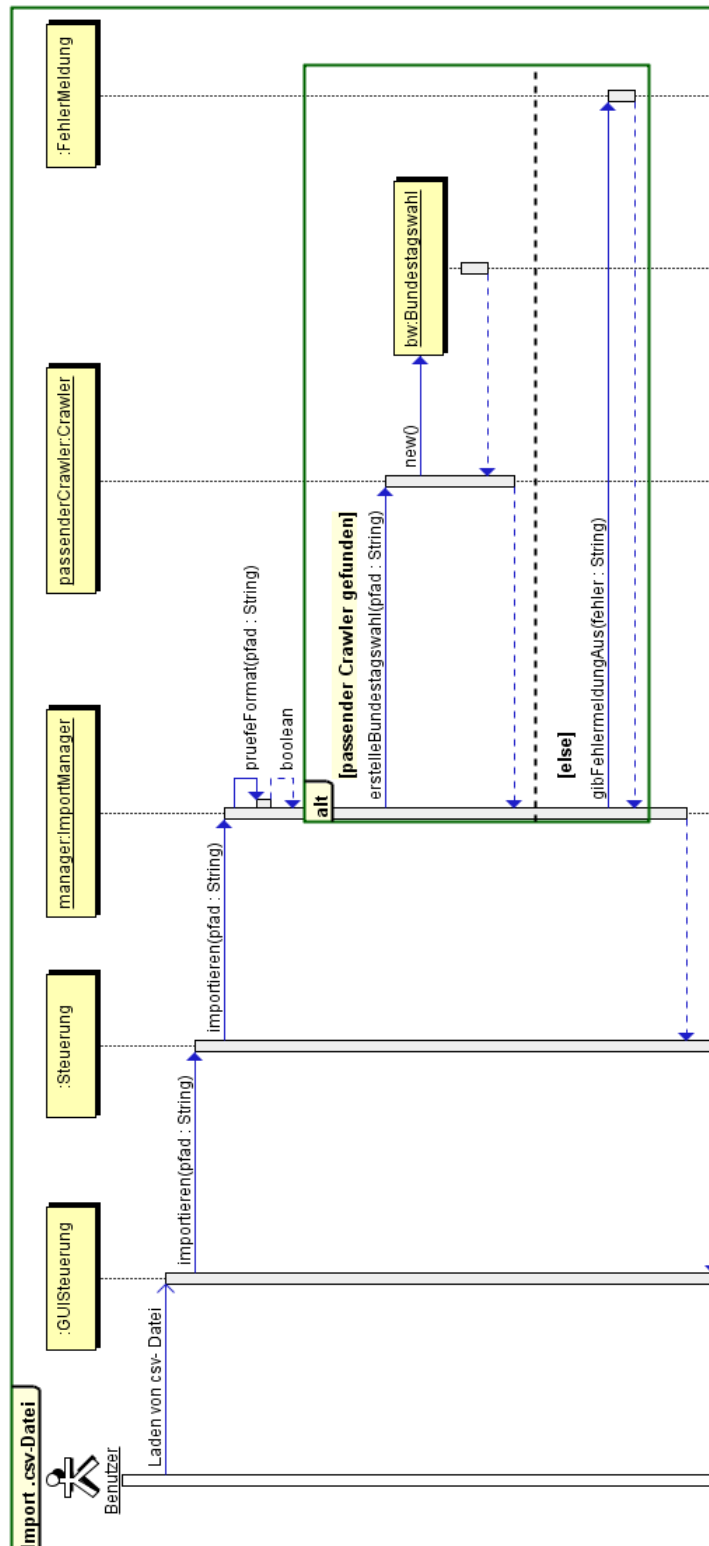 Import .csv-Datei
Benutzer
:GUISteuerung
:Steuerung
manager:ImportManager
passenderCrawler:Crawler
:FehlerMeldung
Laden von csv- Datei
importieren(pfad : String)
importieren(pfad : String)
pruefeFormat(pfad : String)
boolean
alt
[passender Crawler gefunden]
erstelleBundestagswahl(pfad : String)
new()
bw:Bundestagswahl
[else]
gibFehlermeldungAus(fehler : String)